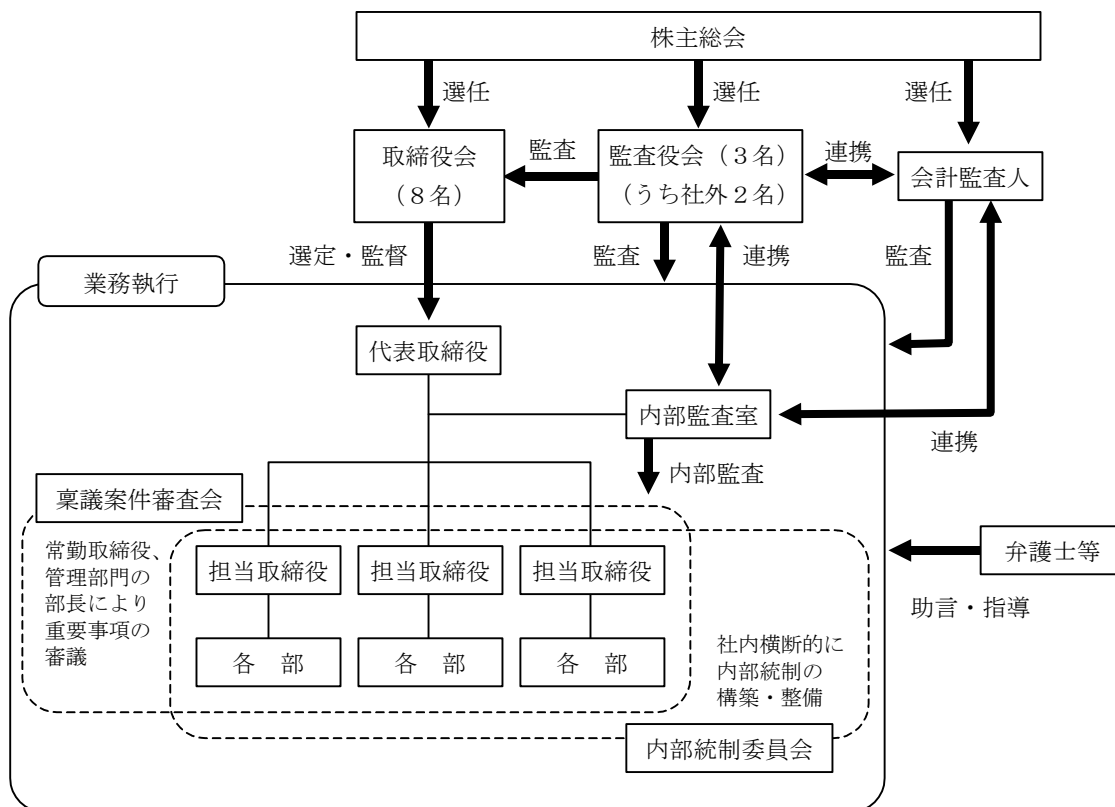 株主総会
選任
選任
選任
取締役会
（８名）
監査
監査役会（３名）
（うち社外２名）
連携
会計監査人
選定・監督
監査
連携
監査
業務執行
代表取締役
内部監査室
連携
内部監査
稟議案件審査会
常勤取締役、
管理部門の
部長により
重要事項の
審議
担当取締役
担当取締役
担当取締役
弁護士等
助言・指導
各　部
各　部
各　部
社内横断的に
内部統制の
構築・整備
内部統制委員会